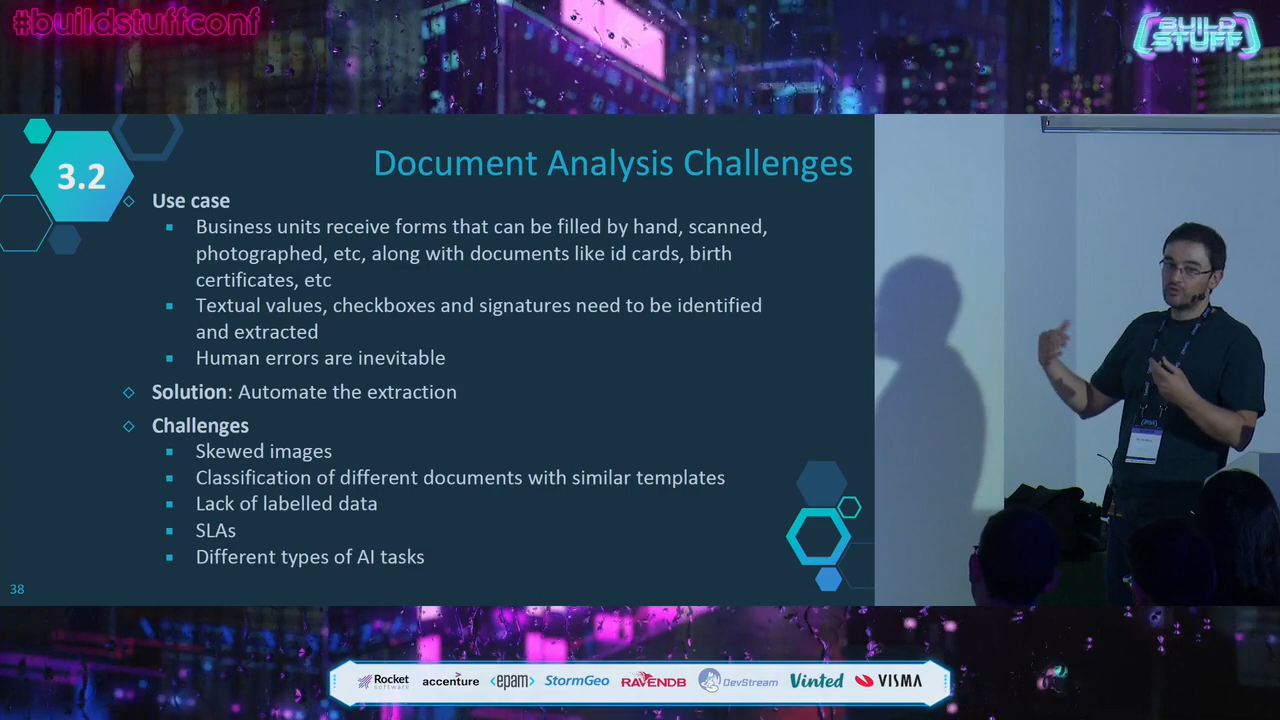 #buildstuffconf
BUILD
STUFF
3.2
Document Analysis Challenges
Use case
Business units receive forms that can be filled by hand, scanned,
photographed, etc, along with documents like id cards, birth
certificates, etc
Textual values, checkboxes and signatures need to be identified
and extracted
Human errors are inevitable
Solution: Automate the extraction
Challenges
Skewed images
Classification of different documents with similar templates
Lack of labelled data
SLAs
Different types of AI tasks
38
Rocket
software
accenture
<epam>
StormGeo
RAVENDB
DevStream
Vinted
VISMA